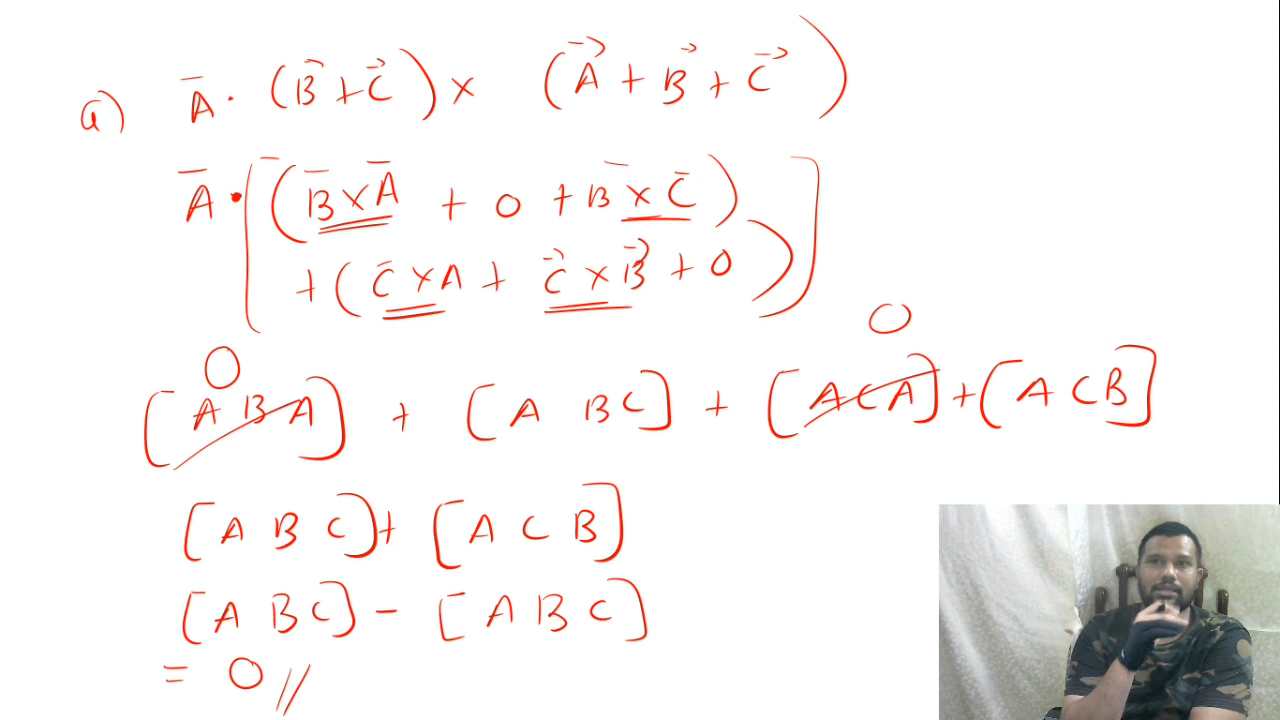 a) A̅ · (B⃗ + C⃗) × (A⃗ + B⃗ + C⃗)
A̅ · [(B̅ × A̅ + 0 + B̅ × C̅)
+ (C̅ × A + C⃗ × B⃗ + 0)]
0 0
[A B A] + [A B C] + [A C A] + [A C B]
[A B C] + [A C B]
[A B C] − [A B C]
= 0 //